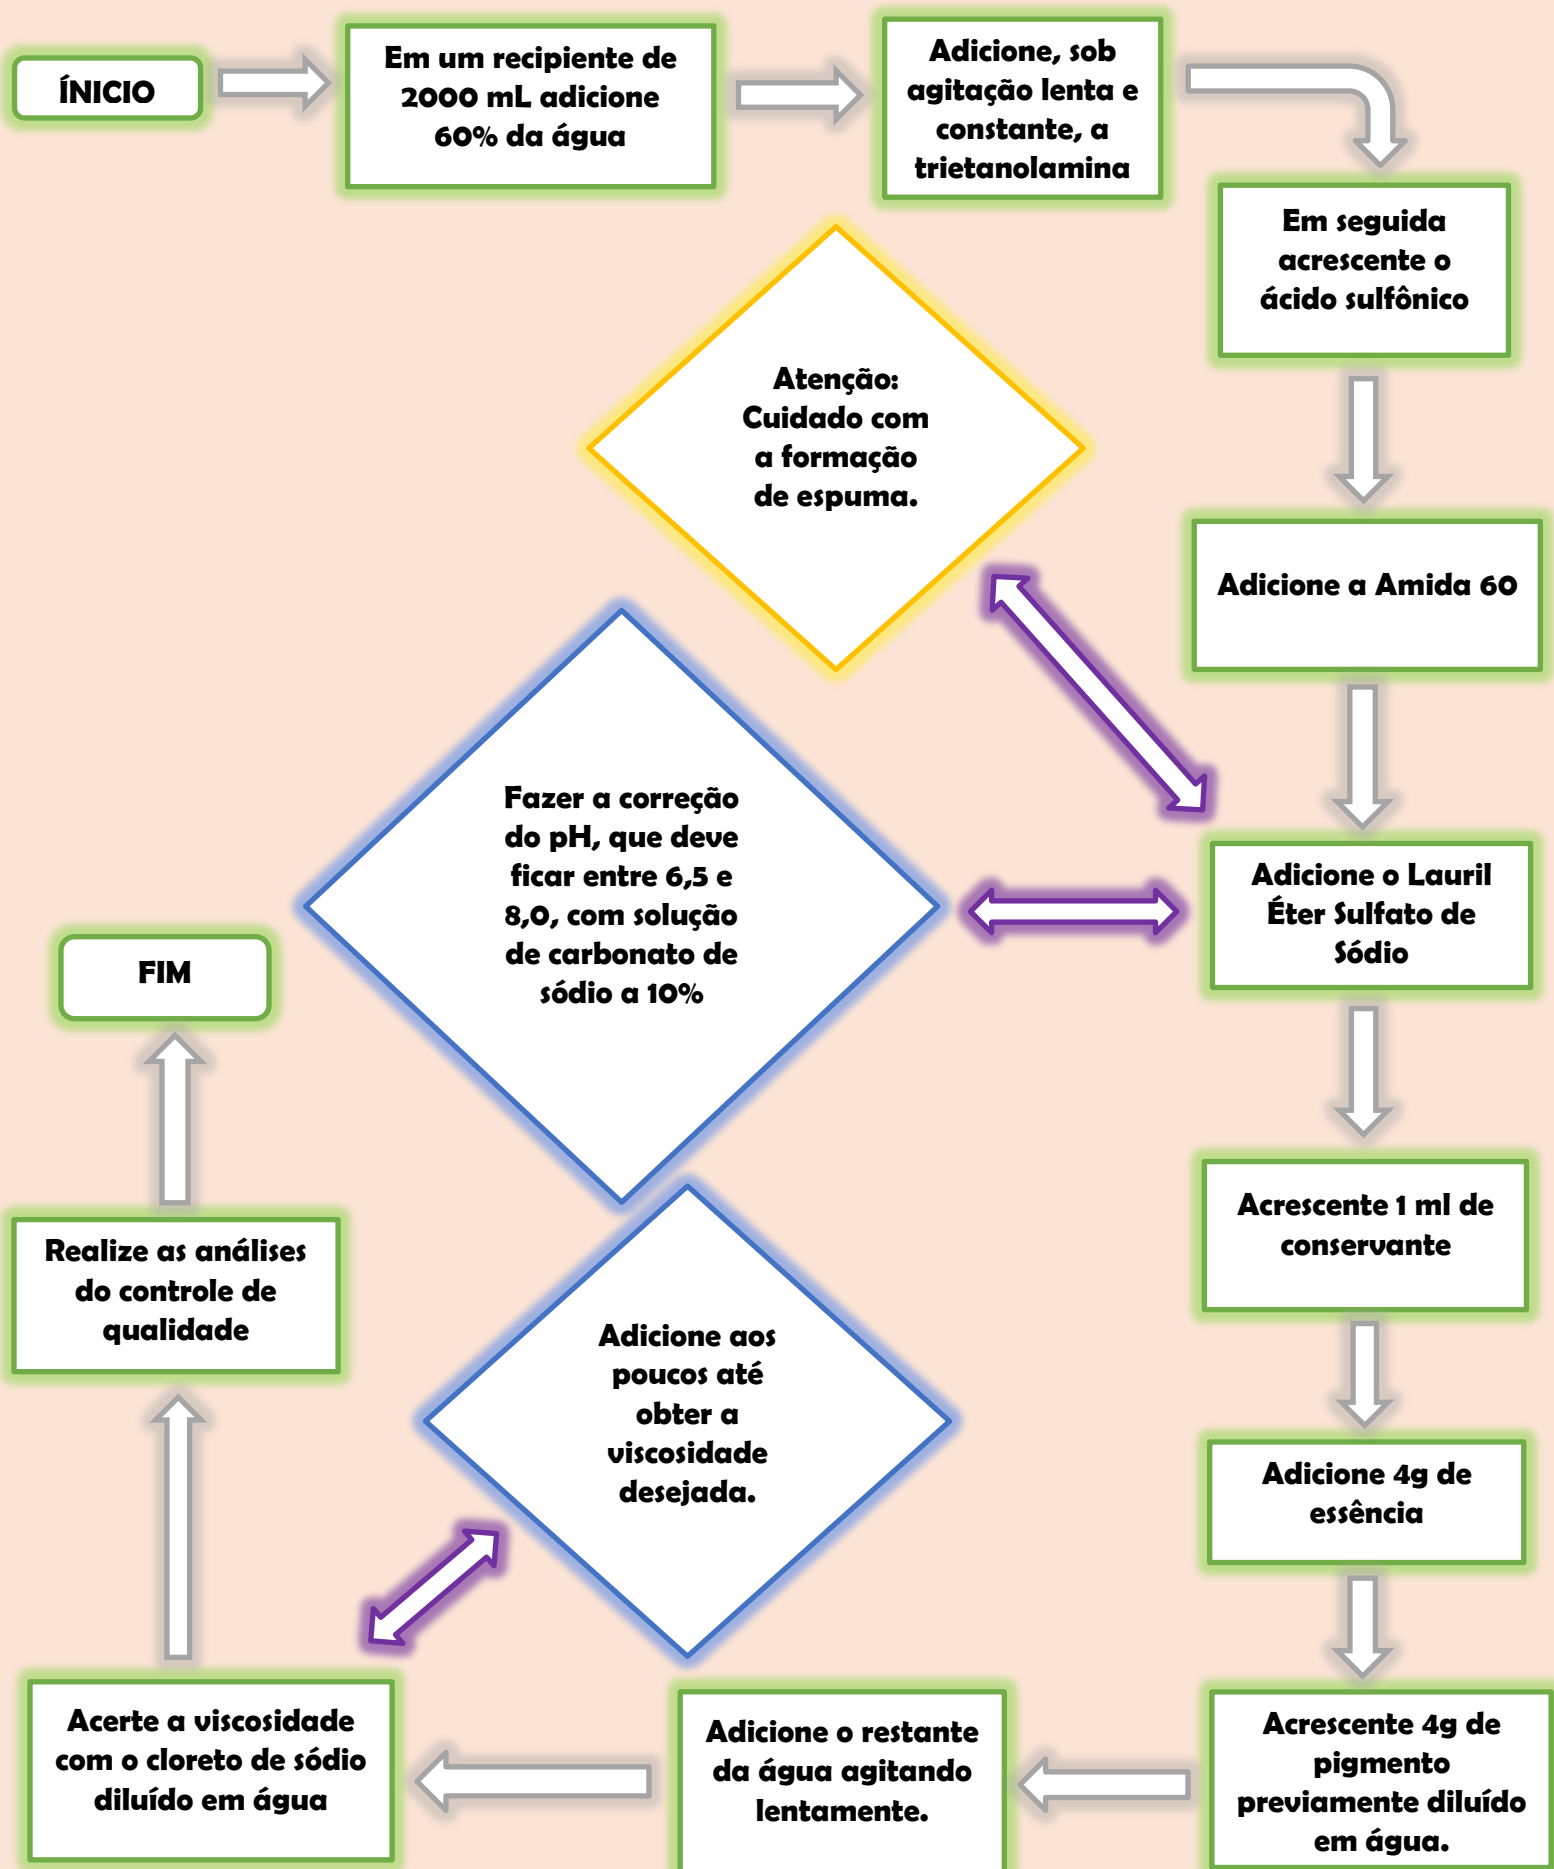 ÍNICIO
Em um recipiente de
2000 mL adicione
60% da água
Adicione, sob
agitação lenta e
constante, a
trietanolamina
Em seguida
acrescente o
ácido sulfônico
Atenção:
Cuidado com
a formação
de espuma.
Adicione a Amida 60
Fazer a correção
do pH, que deve
ficar entre 6,5 e
8,0, com solução
de carbonato de
sódio a 10%
Adicione o Lauril
Éter Sulfato de
Sódio
FIM
Acrescente 1 ml de
conservante
Realize as análises
do controle de
qualidade
Adicione aos
poucos até
obter a
viscosidade
desejada.
Adicione 4g de
essência
Acerte a viscosidade
com o cloreto de sódio
diluído em água
Adicione o restante
da água agitando
lentamente.
Acrescente 4g de
pigmento
previamente diluído
em água.